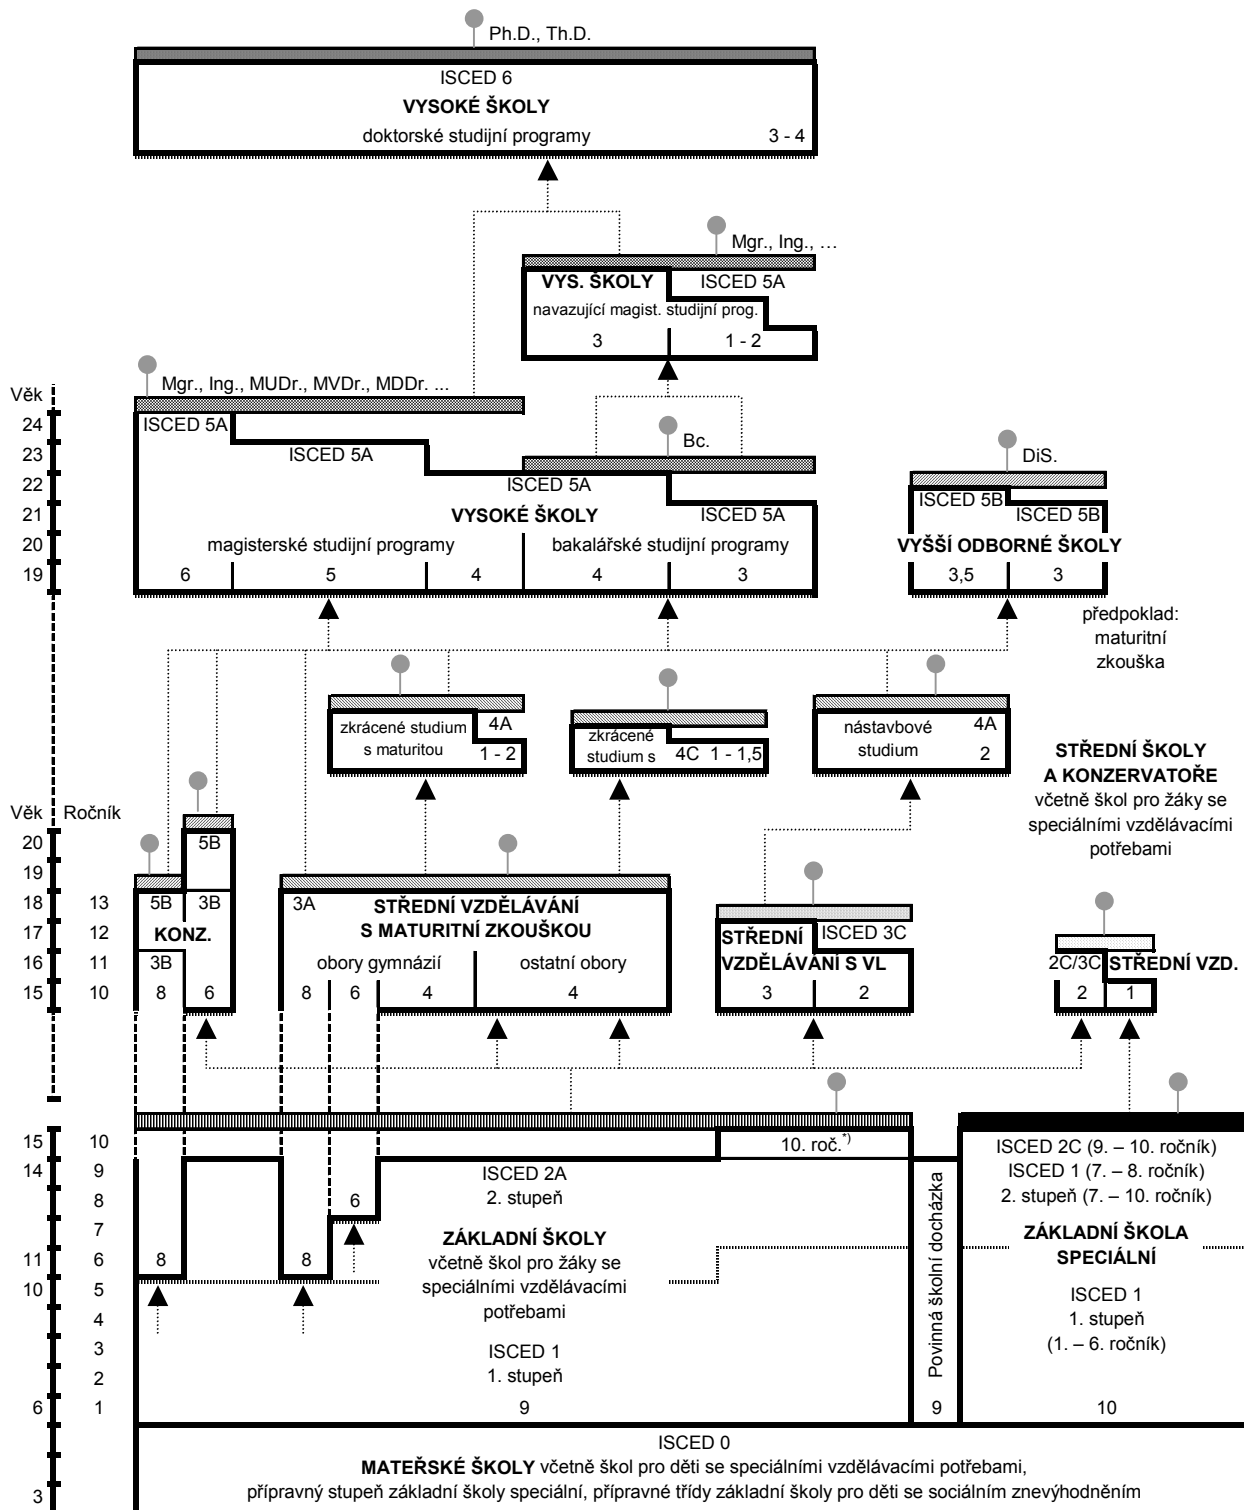 Ph.D., Th.D.
ISCED 6
VYSOKÉ ŠKOLY
doktorské studijní programy 3 - 4
Mgr., Ing., …
VYS. ŠKOLY ISCED 5A
navazující magist. studijní prog.
3 1 - 2
Mgr., Ing., MUDr., MVDr., MDDr. ...
Věk
24 ISCED 5A
23 ISCED 5A Bc. DiS.
22 ISCED 5A ISCED 5B
21 VYSOKÉ ŠKOLY ISCED 5A ISCED 5B
20 magisterské studijní programy bakalářské studijní programy VYŠŠÍ ODBORNÉ ŠKOLY
19 6 5 4 4 3 3,5 3
předpoklad:
maturitní
zkouška
zkrácené studium 4A
s maturitou 1 - 2
zkrácené
studium s 4C 1 - 1,5
nástavbové 4A
studium 2
STŘEDNÍ ŠKOLY
A KONZERVATOŘE
včetně škol pro žáky se
speciálními vzdělávacími
potřebami
Věk Ročník
20 5B
19
18 13 5B 3B 3A STŘEDNÍ VZDĚLÁVÁNÍ
17 12 KONZ. S MATURITNÍ ZKOUŠKOU STŘEDNÍ ISCED 3C
16 11 3B obory gymnázií ostatní obory VZDĚLÁVÁNÍ S VL 2C/3C STŘEDNÍ VZD.
15 10 8 6 8 6 4 4 3 2 2 1
15 10 10. roč.*) ISCED 2C (9. – 10. ročník)
14 9 ISCED 2A ISCED 1 (7. – 8. ročník)
8 6 2. stupeň 2. stupeň (7. – 10. ročník)
7
ZÁKLADNÍ ŠKOLY ZÁKLADNÍ ŠKOLA
11 6 8 8 včetně škol pro žáky se SPECIÁLNÍ
10 5 speciálními vzdělávacími ISCED 1
4 potřebami 1. stupeň
3 ISCED 1 (1. – 6. ročník)
2 1. stupeň
Povinná školní docházka
6 1 9 9 10
ISCED 0
MATEŘSKÉ ŠKOLY včetně škol pro děti se speciálními vzdělávacími potřebami,
3 přípravný stupeň základní školy speciální, přípravné třídy základní školy pro děti se sociálním znevýhodněním